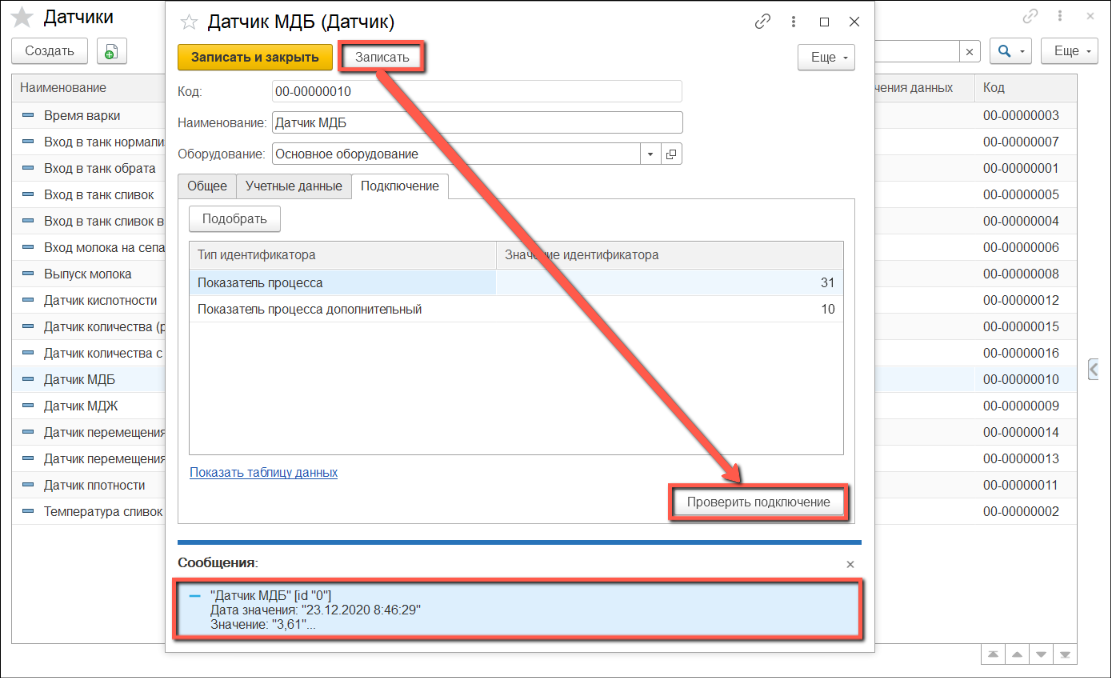 Датчики
Создать
Еще
Наименование
чения данных
Код
Время варки
00-00000003
Вход в танк нормали
00-00000007
Вход в танк обрата
00-00000001
Вход в танк сливок
00-00000005
Вход в танк сливок в
00-00000004
Вход молока на сепа
00-00000006
Выпуск молока
00-00000008
Датчик кислотности
00-00000012
Датчик количества (р
00-00000015
Датчик количества с
00-00000016
Датчик МДБ
00-00000010
Датчик МДЖ
00-00000009
Датчик перемещения
00-00000014
Датчик перемещения
00-00000013
Датчик плотности
00-00000011
Температура сливок
00-00000002
Датчик МДБ (Датчик)
Записать и закрыть
Записать
Еще
Код: 00-00000010
Наименование: Датчик МДБ
Оборудование: Основное оборудование
Общее Учетные данные Подключение
Подобрать
Тип идентификатора Значение идентификатора
Показатель процесса 31
Показатель процесса дополнительный 10
Показать таблицу данных
Проверить подключение
Сообщения:
"Датчик МДБ" [id "0"]
Дата значения: "23.12.2020 8:46:29"
Значение: "3,61"...